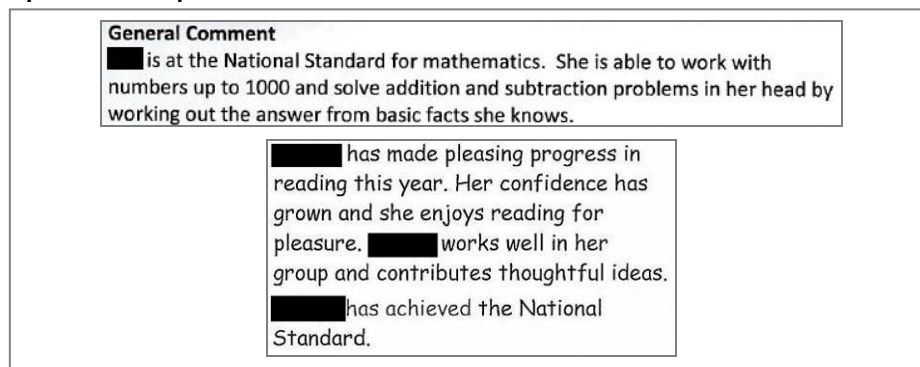 General Comment
is at the National Standard for mathematics. She is able to work with
numbers up to 1000 and solve addition and subtraction problems in her head by
working out the answer from basic facts she knows.
has made pleasing progress in
reading this year. Her confidence has
grown and she enjoys reading for
pleasure. works well in her
group and contributes thoughtful ideas.
has achieved the National
Standard.